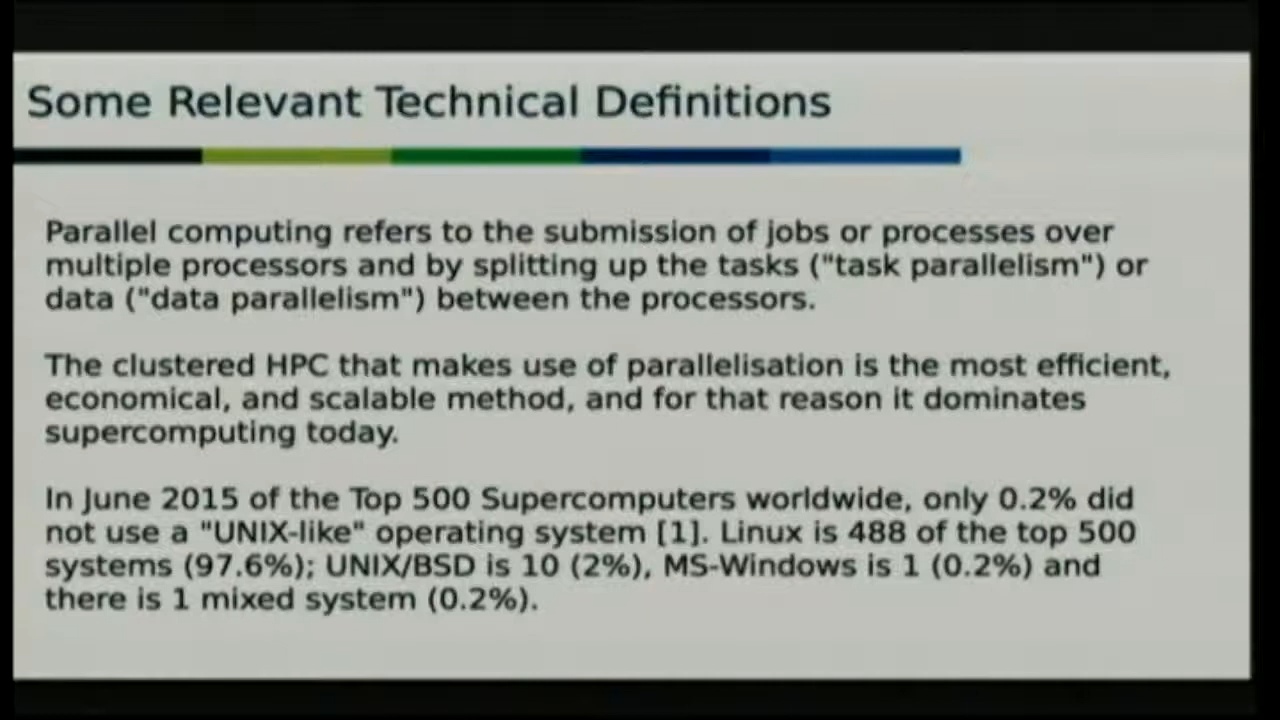 Some Relevant Technical Definitions
Parallel computing refers to the submission of jobs or processes over
multiple processors and by splitting up the tasks ("task parallelism") or
data ("data parallelism") between the processors.
The clustered HPC that makes use of parallelisation is the most efficient,
economical, and scalable method, and for that reason it dominates
supercomputing today.
In June 2015 of the Top 500 Supercomputers worldwide, only 0.2% did
not use a "UNIX-like" operating system [1]. Linux is 488 of the top 500
systems (97.6%); UNIX/BSD is 10 (2%), MS-Windows is 1 (0.2%) and
there is 1 mixed system (0.2%).